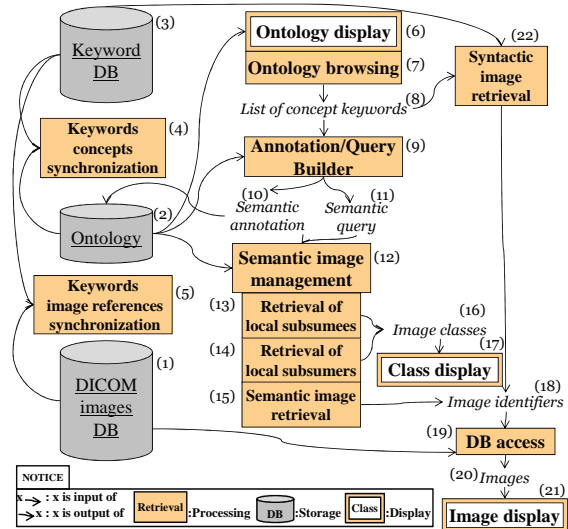 (3)
Keyword
DB
Ontology display
(6)
(22)
Ontology browsing
(7)
Syntactic
image
retrieval
List of concept keywords
(8)
Keywords
concepts
synchronization
(4)
Annotation/Query
Builder
(9)
(10)
(11)
Semantic
annotation
Semantic
query
(2)
Ontology
Semantic image
management
(12)
Keywords
image references
synchronization
(5)
(13)
Retrieval of
local subsumees
(16)
Image classes
(14)
Retrieval of
local subsumees
(17)
Class display
(1)
DICOM
images
DB
(15)
Semantic image
retrieval
(18)
Image identifiers
(19)
DB access
(20)
Images
(21)
Image display
NOTICE
x : x is input of
x : x is output of
Retrieval
:Processing
DB
:Storage
Class
:Display